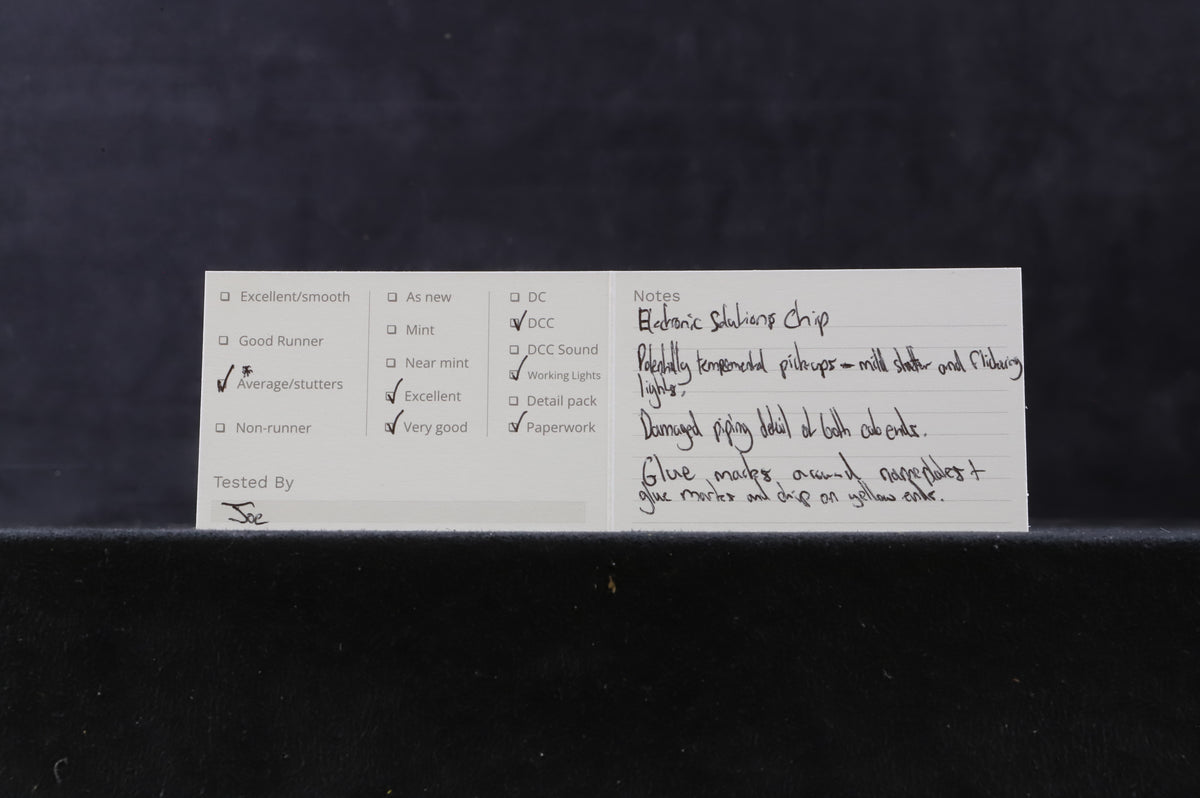 ☐ Excellent/smooth
☐ Good Runner
☑ * Average/stutters
☐ Non-runner
☐ As new
☐ Mint
☐ Near mint
☑ Excellent
☑ Very good
☐ DC
☑ DCC
☐ DCC Sound
☑ Working Lights
☐ Detail pack
☑ Paperwork
Tested By
Joe
Notes
Electronic Solutions Chip
Potentially pickups - mild stutter and flickering
lights.
Damaged piping detail at both cab ends.
Glue marks around nameplates +
glue marks and chip on yellow ends.